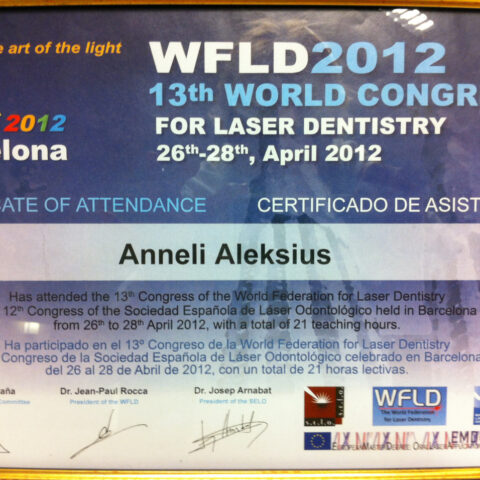 e art of the light
WFLD2012
13th WORLD CONGR
2012
elona
FOR LASER DENTISTRY
26th-28th, April 2012
ATE OF ATTENDANCE
CERTIFICADO DE ASIST
Anneli Aleksius
Has attended the 13th Congress of the World Federation for Laser Dentistry
12th Congress of the Sociedad Española de Láser Odontológico held in Barcelona
from 26 to 28th April 2012, with a total of 21 teaching hours.
Ha participado en el 13º Congreso de la World Federation for Laser Dentistry
Congreso de la Sociedad Española de Láser Odontológico celebrado en Barcelona
del 26 al 28 de Abril de 2012, con un total de 21 horas lectivas.
aña
Committee
Dr. Jean-Paul Rocca
President of the WFLD
Dr. Josep Arnabat
President of the SELO
s.e.l.o.
WFLD
The World Federation
for Laser Dentistry
EMD